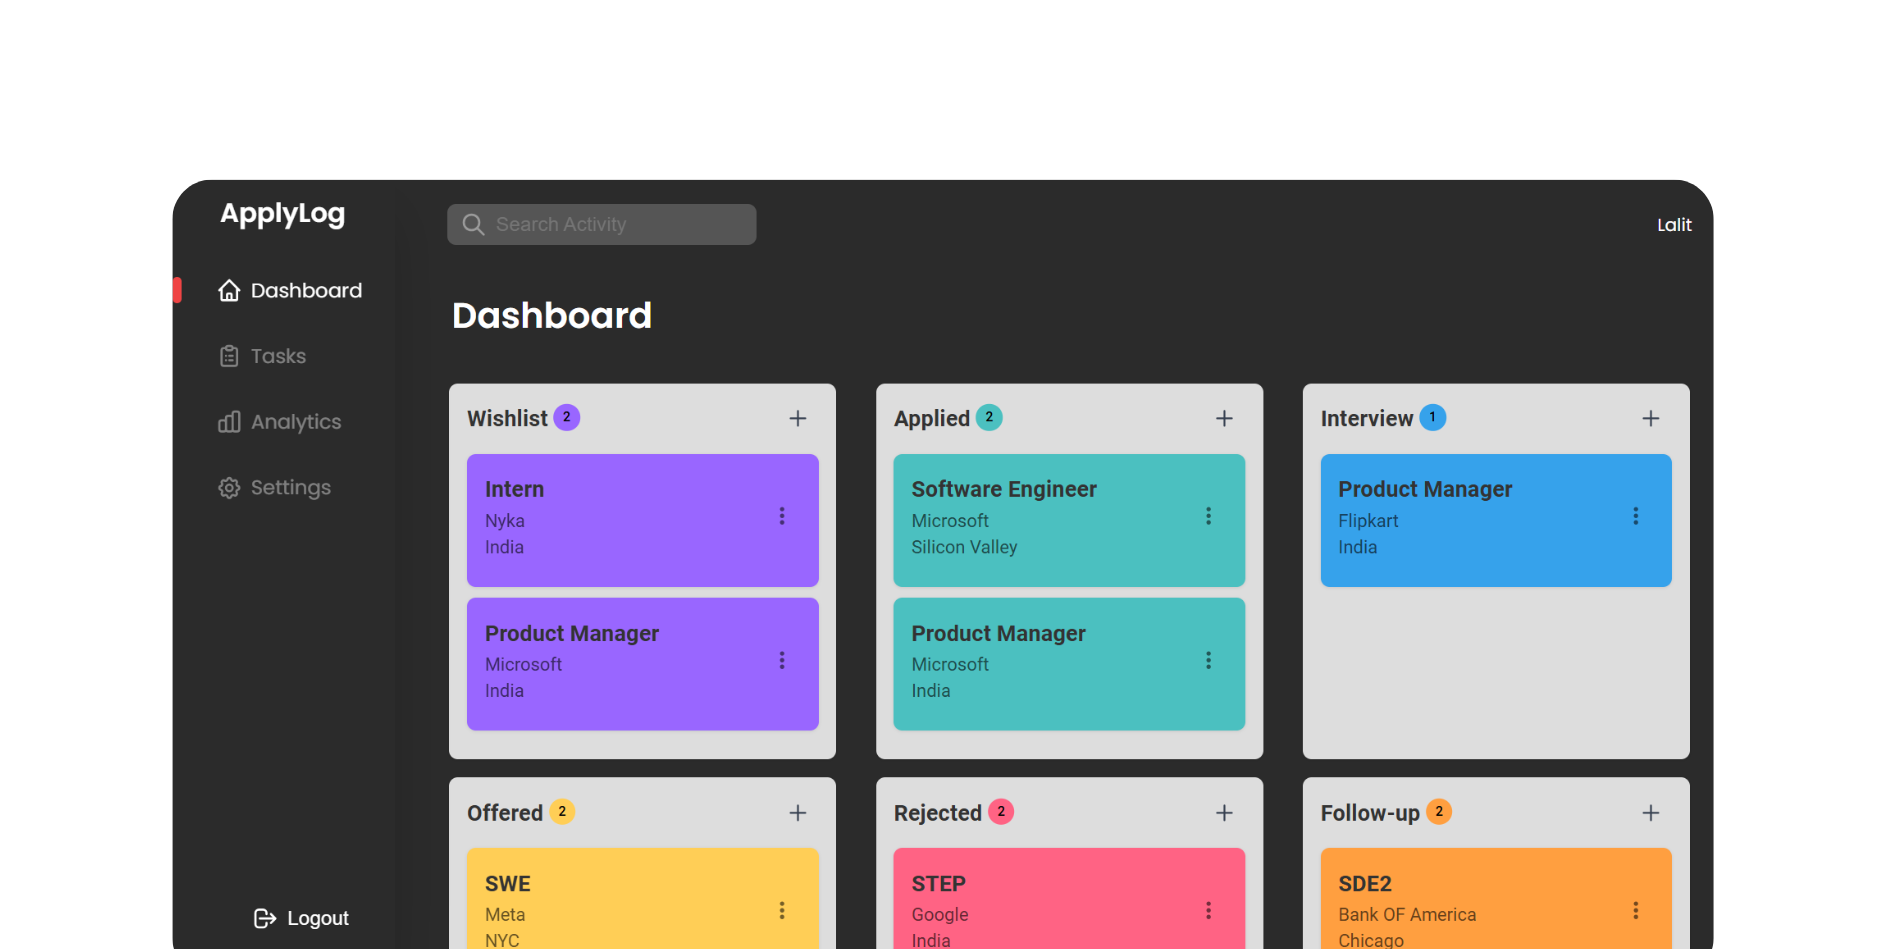 ApplyLog
Search Activity
Lalit
Dashboard
Tasks
Analytics
Settings
Logout
Dashboard
Wishlist 2
Intern
Nyka
India
Product Manager
Microsoft
India
Applied 2
Software Engineer
Microsoft
Silicon Valley
Product Manager
Microsoft
India
Interview 1
Product Manager
Flipkart
India
Offered 2
SWE
Meta
NYC
Rejected 2
STEP
Google
India
Follow-up 2
SDE2
Bank OF America
Chicago